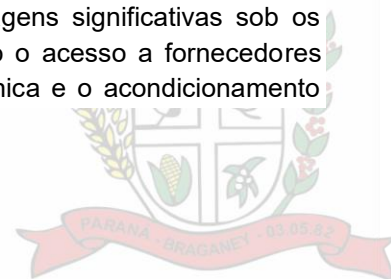 gens significativas sob os
o o acesso a fornecedores
nica e o acondicionamento
PARANÁ - BRAGANEY - 03.05.82